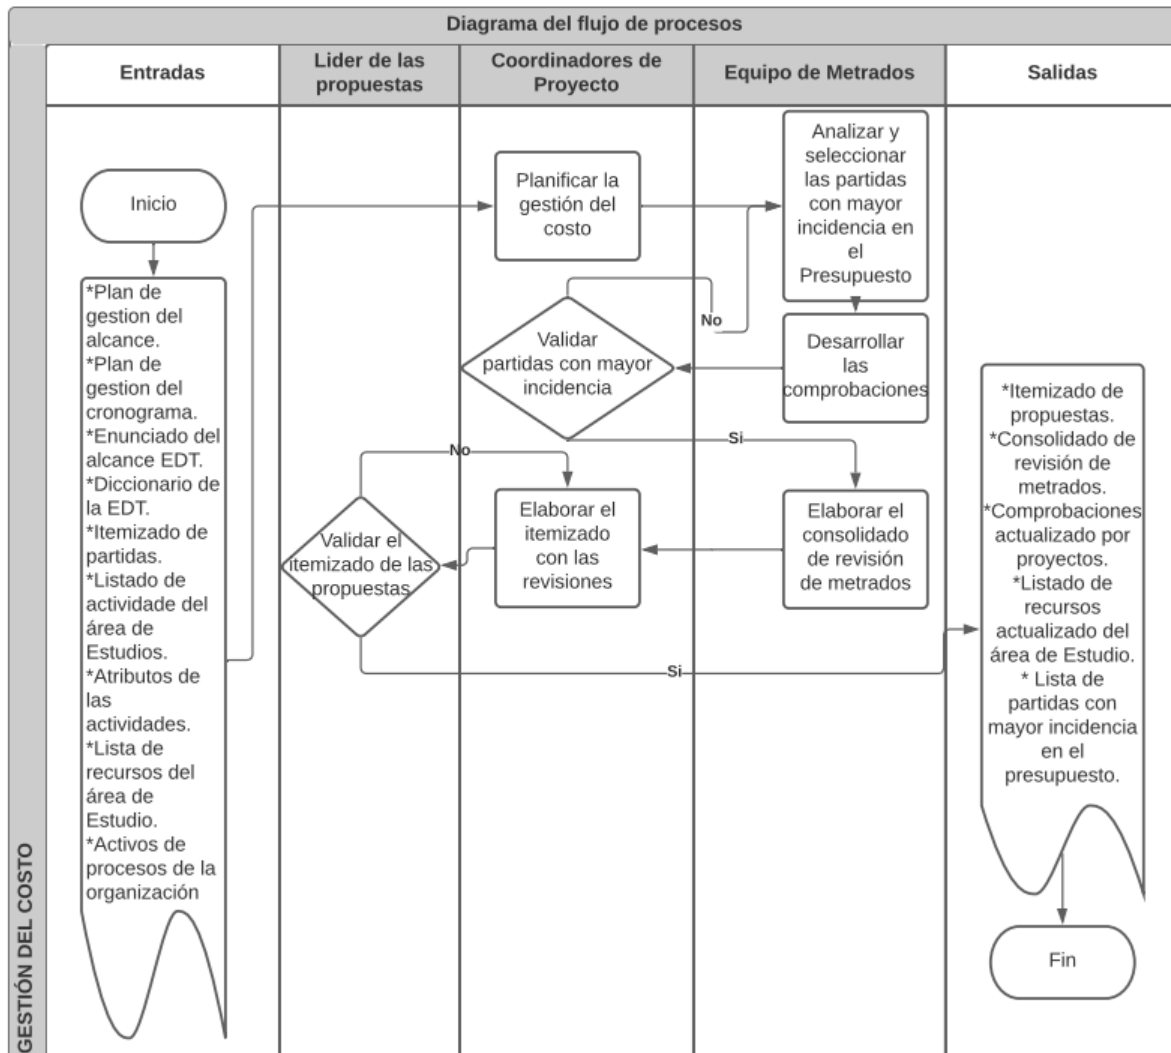 Diagrama del flujo de procesos
Entradas
Lider de las
propuestas
Coordinadores de
Proyecto
Equipo de Metrados
Salidas
GESTIÓN DEL COSTO
Inicio
*Plan de
gestion del
alcance.
*Plan de
gestion del
cronograma.
*Enunciado del
alcance EDT.
*Diccionario de
la EDT.
*Itemizado de
partidas.
*Listado de
actividade del
área de
Estudios.
*Atributos de
las
actividades.
*Lista de
recursos del
área de
Estudio.
*Activos de
procesos de la
organización
Planificar la
gestión del
costo
Analizar y
seleccionar
las partidas
con mayor
incidencia en
el
Presupuesto
No
Validar
partidas con mayor
incidencia
Desarrollar
las
comprobaciones
Si
No
Validar el
itemizado de las
propuestas
Elaborar el
itemizado
con las
revisiones
Elaborar el
consolidado
de revisión
de metrados
Si
*Itemizado de
propuestas.
*Consolidado de
revisión de
metrados.
*Comprobaciones
actualizado por
proyectos.
*Listado de
recursos
actualizado del
área de Estudio.
* Lista de
partidas con
mayor incidencia
en el
presupuesto.
Fin